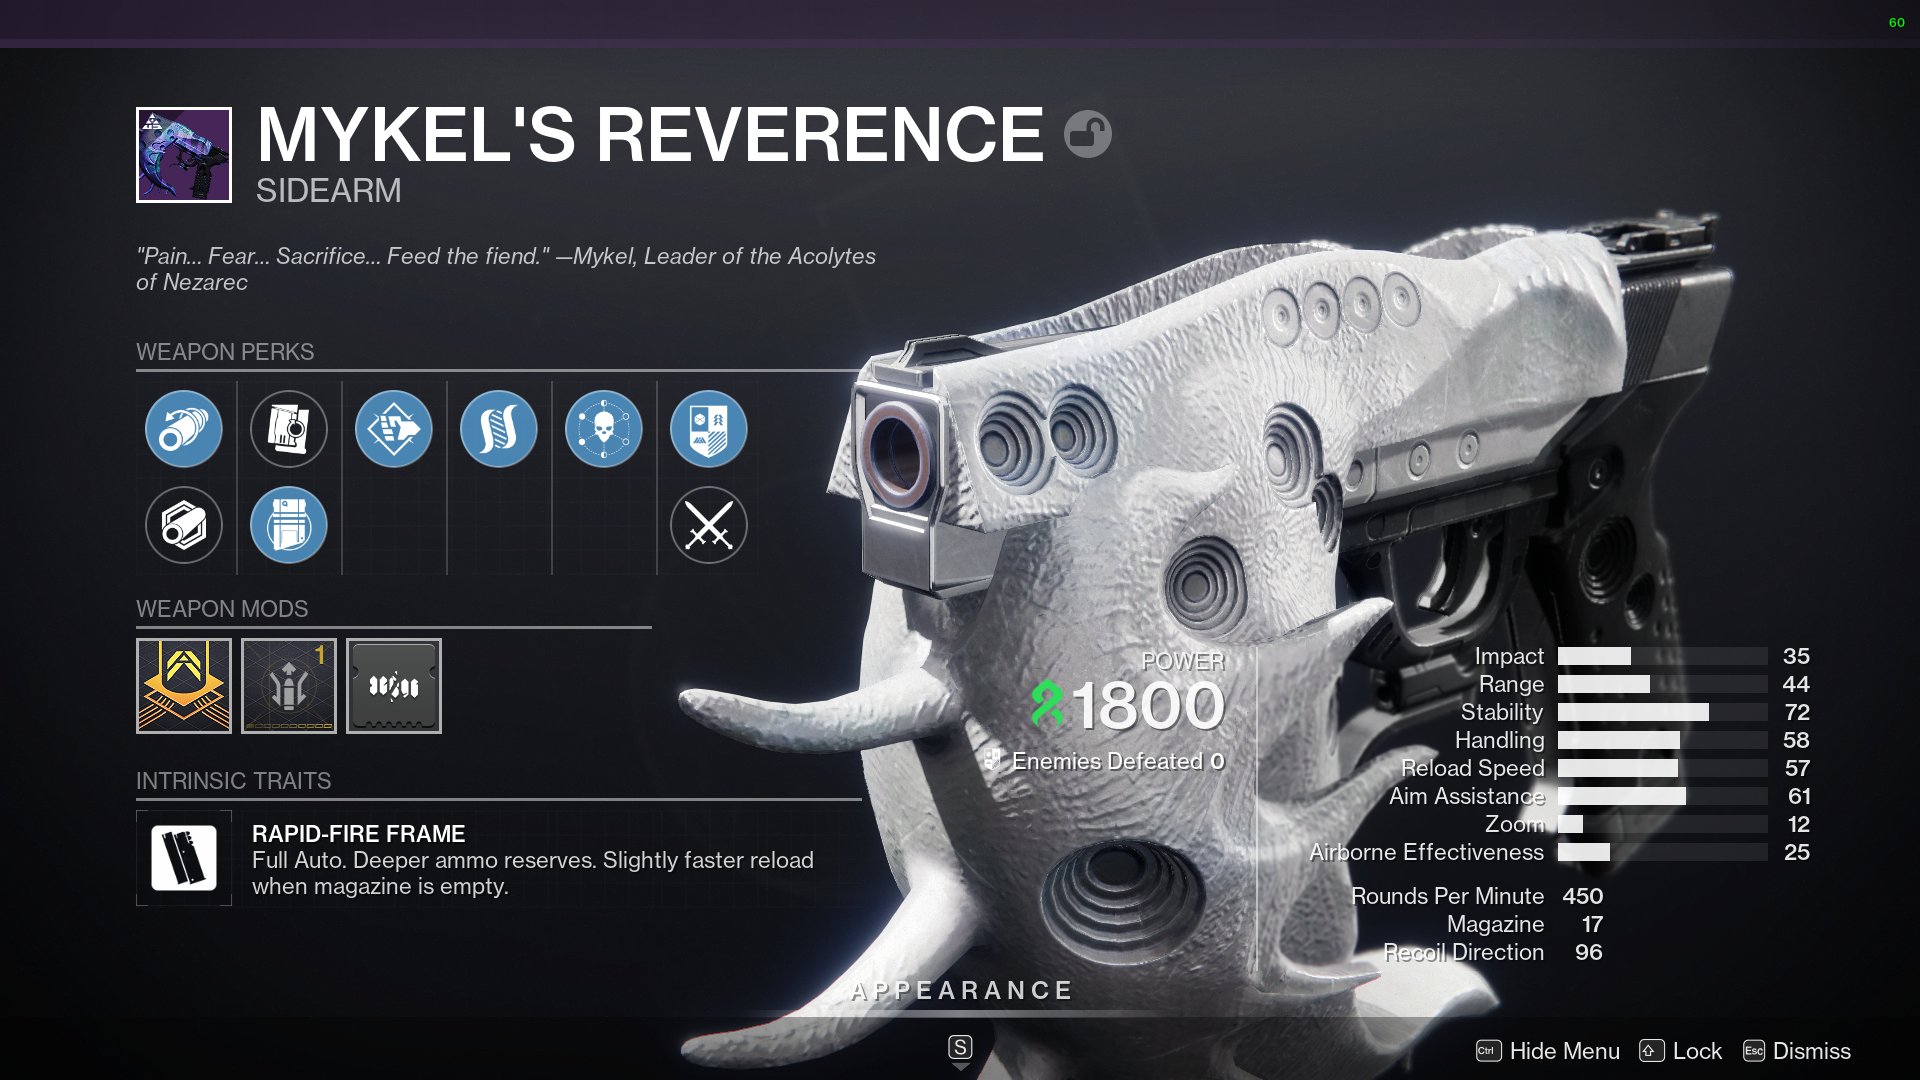 60
MYKEL'S REVERENCE
SIDEARM
"Pain... Fear... Sacrifice... Feed the fiend." —Mykel, Leader of the Acolytes
of Nezarec
WEAPON PERKS
WEAPON MODS
1
INTRINSIC TRAITS
RAPID-FIRE FRAME
Full Auto. Deeper ammo reserves. Slightly faster reload
when magazine is empty.
POWER
1800
Enemies Defeated 0
Impact 35
Range 44
Stability 72
Handling 58
Reload Speed 57
Aim Assistance 61
Zoom 12
Airborne Effectiveness 25
Rounds Per Minute 450
Magazine 17
Recoil Direction 96
APPEARANCE
S
Ctrl Hide Menu Lock Esc Dismiss